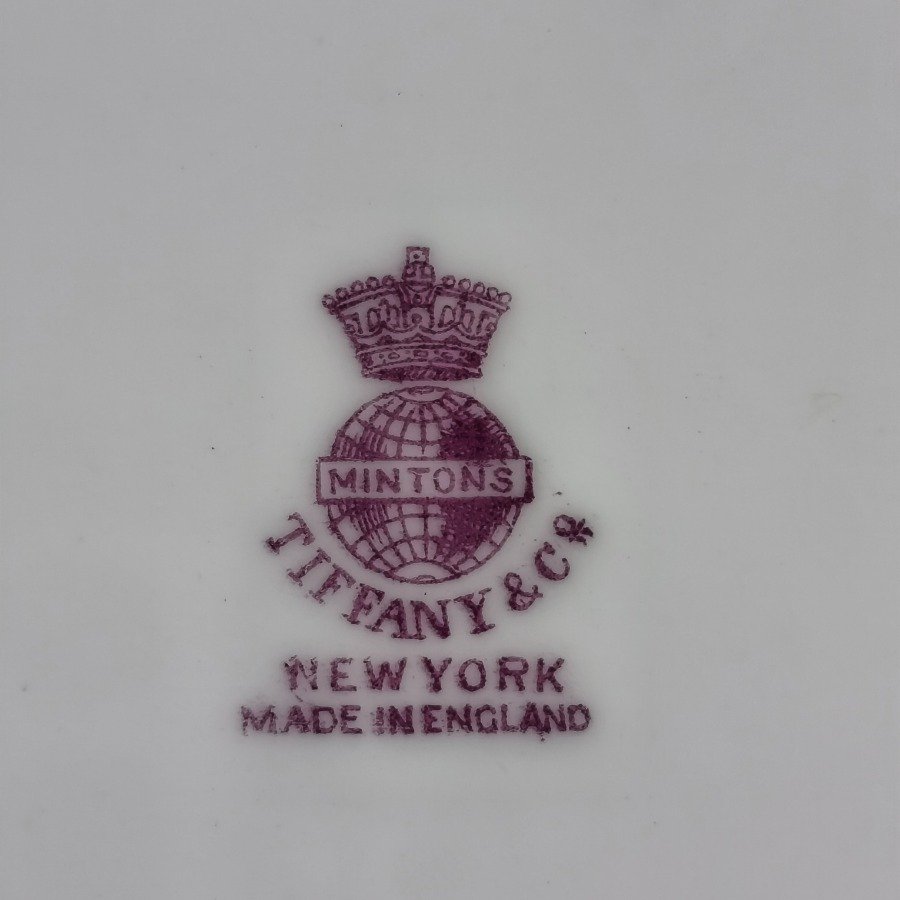 MINTONS
TIFFANY & Co
NEW YORK
MADE IN ENGLAND